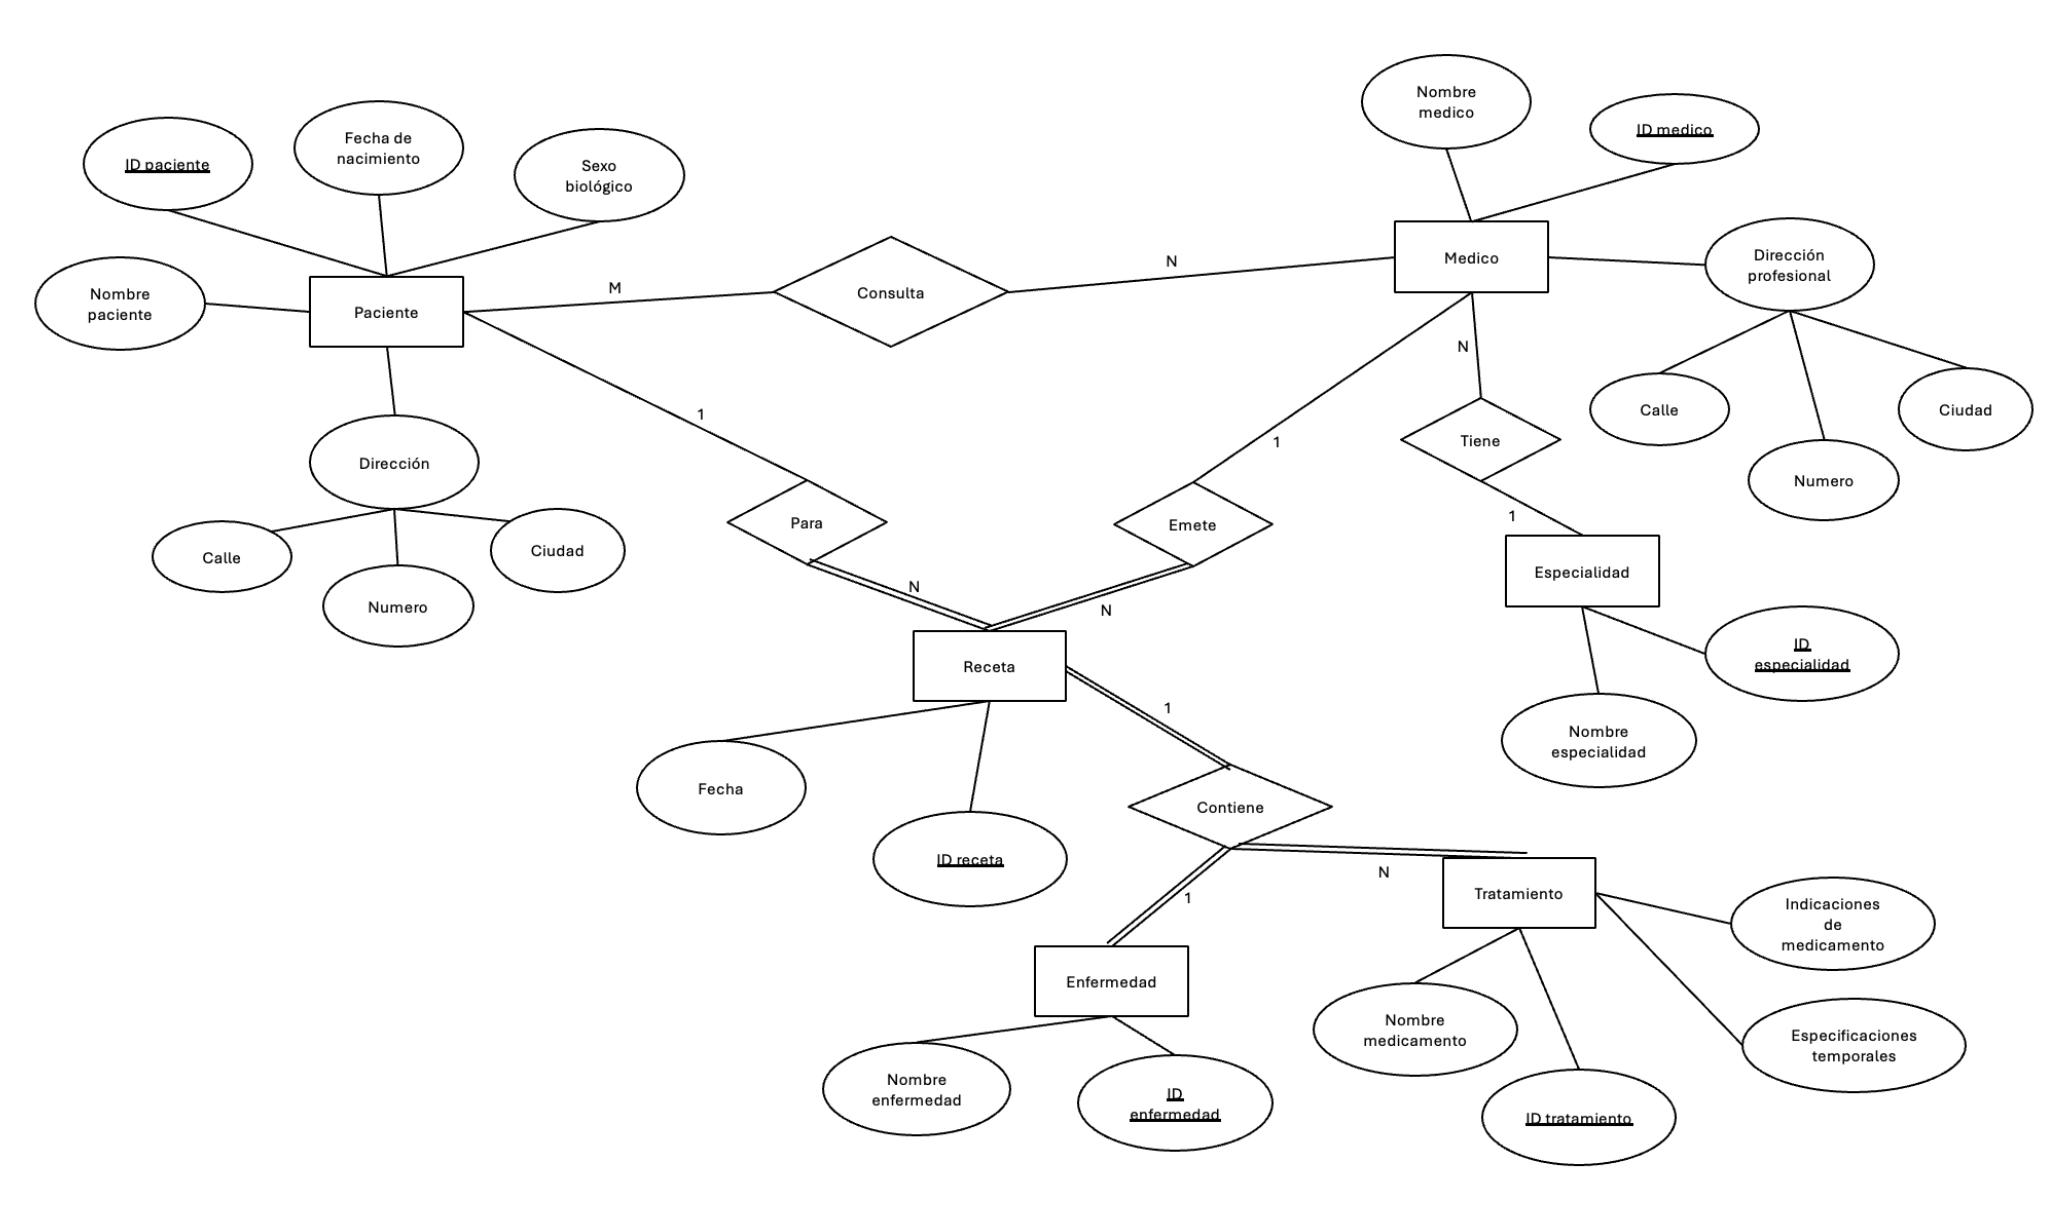 Nombre
medico
ID medico
Fecha de
nacimiento
ID paciente
Sexo
biológico
Nombre
paciente
Paciente
M
Consulta
N
Medico
Dirección
profesional
N
1
1
Calle
Ciudad
Numero
Tiene
Dirección
Para
Emete
1
Calle
Ciudad
Numero
N
N
Especialidad
Receta
ID
especialidad
1
Nombre
especialidad
Fecha
Contiene
ID receta
N
1
Tratamiento
Indicaciones
de
medicamento
Enfermedad
Nombre
medicamento
Especificaciones
temporales
Nombre
enfermedad
ID
enfermedad
ID tratamiento